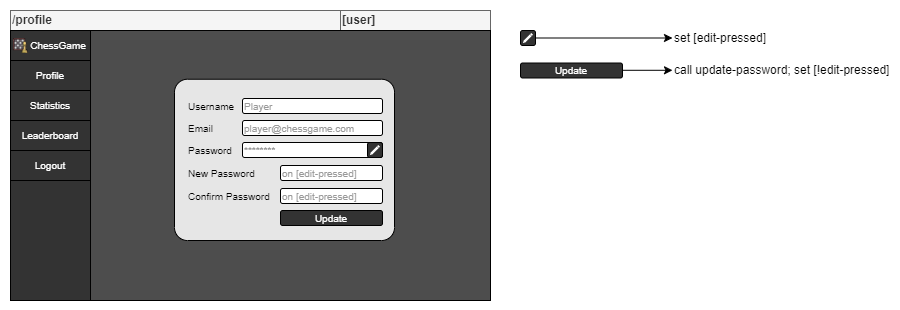 /profile [user]
ChessGame
Profile
Statistics
Leaderboard
Logout
Username Player
Email player@chessgame.com
Password ********
New Password on [edit-pressed]
Confirm Password on [edit-pressed]
Update
set [edit-pressed]
Update call update-password; set [!edit-pressed]